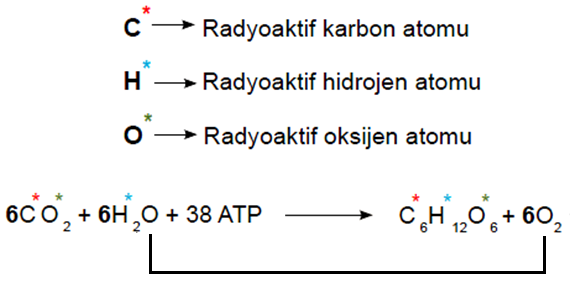 C* → Radyoaktif karbon atomu
H* → Radyoaktif hidrojen atomu
O* → Radyoaktif oksijen atomu
6C*O*₂ + 6H*₂O + 38 ATP → C*₆H*₁₂O*₆ + 6O₂